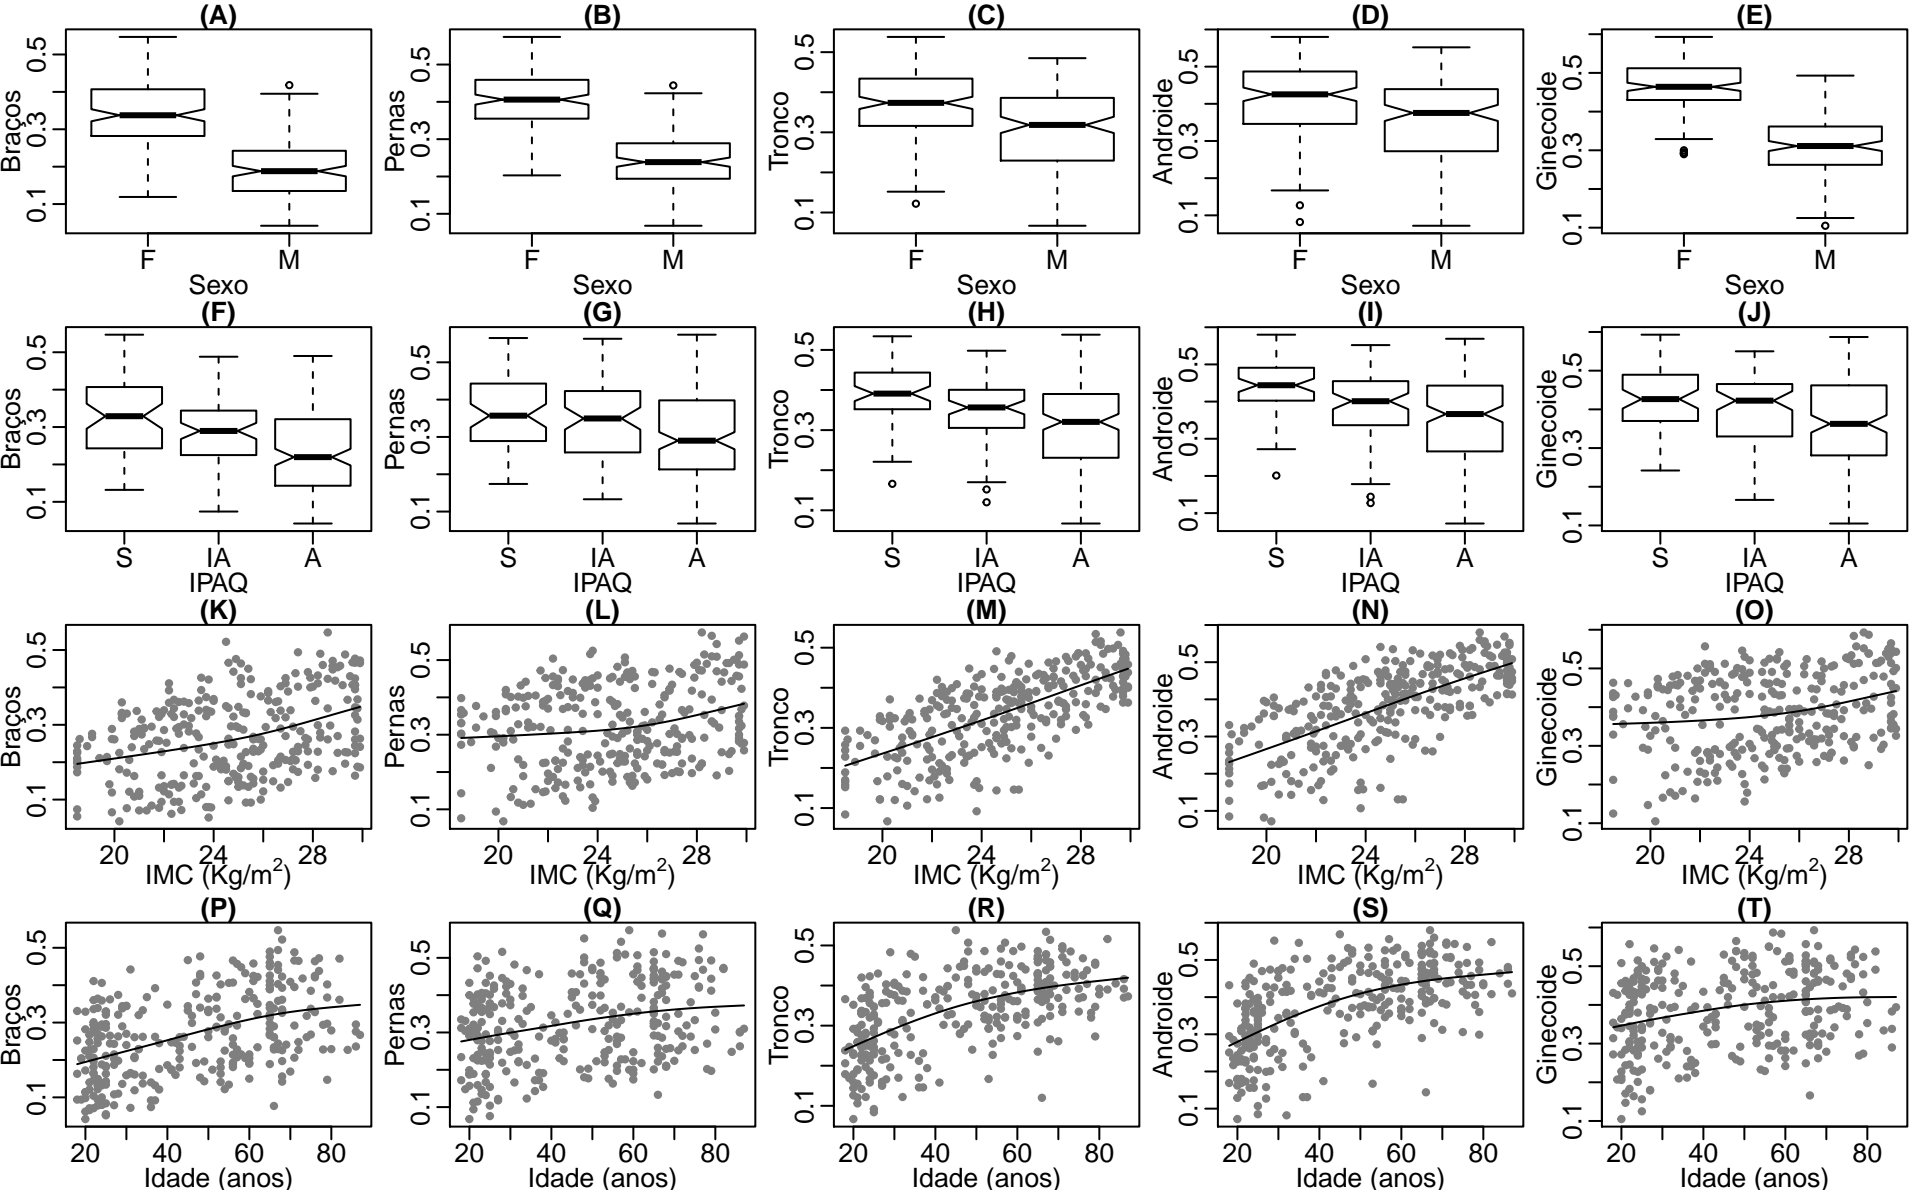 (A) (B) (C) (D) (E)
Braços 0.1 0.3 0.5 Pernas 0.1 0.3 0.5 Tronco 0.1 0.3 0.5 Androide 0.1 0.3 0.5 Ginecoide 0.1 0.3 0.5
F M F M F M F M F M
Sexo Sexo Sexo Sexo Sexo
(F) (G) (H) (I) (J)
Braços 0.1 0.3 0.5 Pernas 0.1 0.3 0.5 Tronco 0.1 0.3 0.5 Androide 0.1 0.3 0.5 Ginecoide 0.1 0.3 0.5
S IA A S IA A S IA A S IA A S IA A
IPAQ IPAQ IPAQ IPAQ IPAQ
(K) (L) (M) (N) (O)
Braços 0.1 0.3 0.5 Pernas 0.1 0.3 0.5 Tronco 0.1 0.3 0.5 Androide 0.1 0.3 0.5 Ginecoide 0.1 0.3 0.5
20 24 28 20 24 28 20 24 28 20 24 28 20 24 28
IMC (Kg/m²) IMC (Kg/m²) IMC (Kg/m²) IMC (Kg/m²) IMC (Kg/m²)
(P) (Q) (R) (S) (T)
Braços 0.1 0.3 0.5 Pernas 0.1 0.3 0.5 Tronco 0.1 0.3 0.5 Androide 0.1 0.3 0.5 Ginecoide 0.1 0.3 0.5
20 40 60 80 20 40 60 80 20 40 60 80 20 40 60 80 20 40 60 80
Idade (anos) Idade (anos) Idade (anos) Idade (anos) Idade (anos)